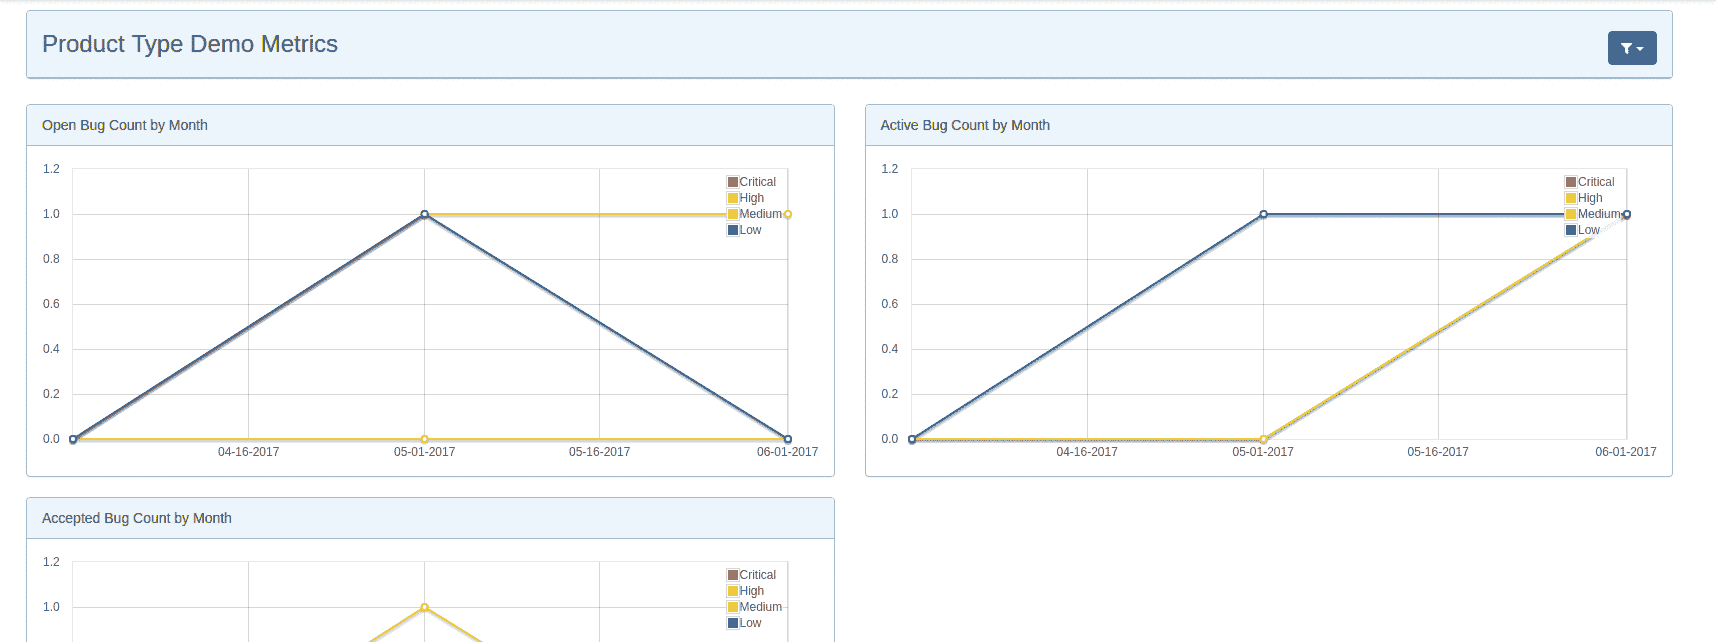 Product Type Demo Metrics
Open Bug Count by Month
1.2
1.0
0.8
0.6
0.4
0.2
0.0
04-16-2017 05-01-2017 05-16-2017 06-01-2017
Critical
High
Medium
Low
Active Bug Count by Month
1.2
1.0
0.8
0.6
0.4
0.2
0.0
04-16-2017 05-01-2017 05-16-2017 06-01-2017
Critical
High
Medium
Low
Accepted Bug Count by Month
1.2
1.0
Critical
High
Medium
Low